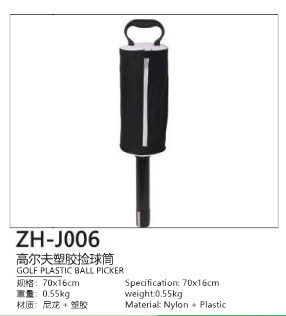 ZH-J006
高尔夫塑胶捡球筒
GOLF PLASTIC BALL PICKER
规格：70x16cm Specification: 70x16cm
重量：0.55kg weight:0.55kg
材质：尼龙 + 塑胶 Material: Nylon + Plastic